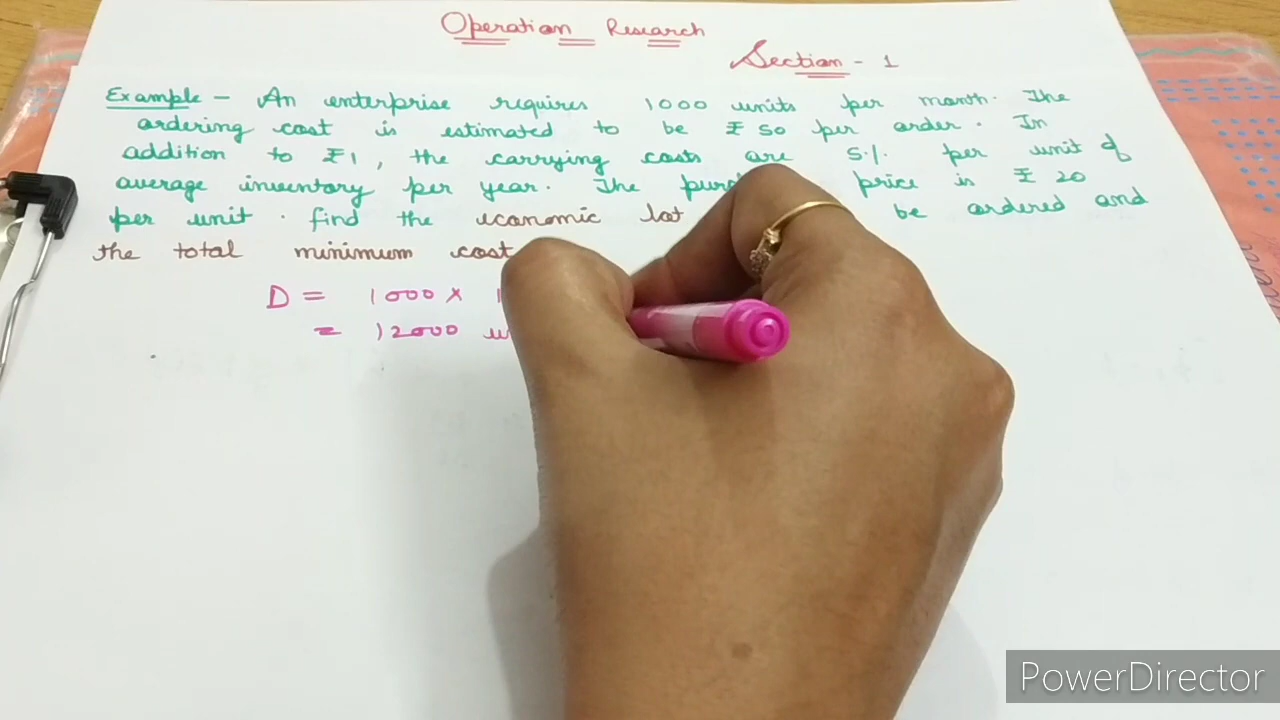 Operation Research
Section - 1
Example - An enterprise requires 1000 units per month. The
ordering cost is estimated to be ₹ 50 per order. In
addition to ₹1, the carrying costs are 5.% per unit of
average inventory per year. The price is ₹ 20
per unit. find the economic lot be ordered and
the total minimum cost
D = 1000 ×
= 12000
PowerDirector